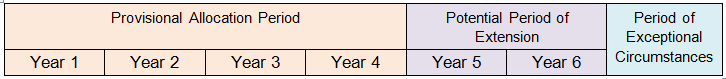 Provisional Allocation Period
Potential Period of
Extension
Period of
Exceptional
Circumstances
Year 1
Year 2
Year 3
Year 4
Year 5
Year 6